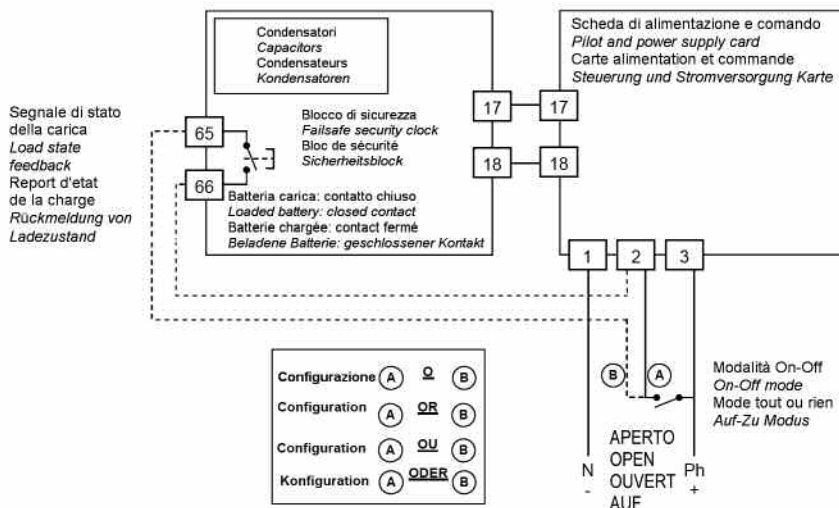 Condensatori
Capacitors
Condensateurs
Kondensatoren
Scheda di alimentazione e comando
Pilot and power supply card
Carte alimentation et commande
Steuerung und Stromversorgung Karte
Segnale di stato
della carica
Load state
feedback
Report d'etat
de la charge
Rückmeldung von
Ladezustand
65
66
Blocco di sicurezza
Failsafe security clock
Bloc de sécurité
Sicherheitsblock
17
17
18
18
Batteria carica: contatto chiuso
Loaded battery: closed contact
Batterie chargée: contact fermé
Beladene Batterie: geschlossener Kontakt
1
2
3
Configurazione A O B
Configuration A OR B
Configuration A OU B
Konfiguration A ODER B
B
A
Modalità On-Off
On-Off mode
Mode tout ou rien
Auf-Zu Modus
APERTO
OPEN
OUVERT
AUF
N
-
Ph
+